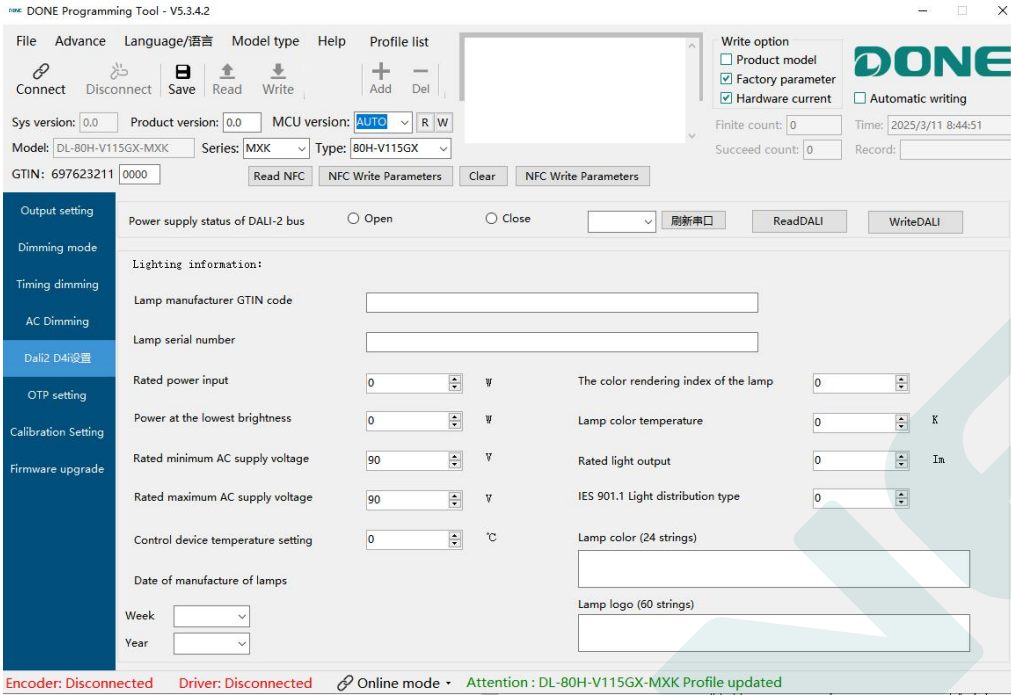 DONE DONE Programming Tool - V5.3.4.2
File Advance Language/语言 Model type Help Profile list
Connect Disconnect Save Read Write Add Del
Write option
Product model
Factory parameter
Hardware current
DONE
Automatic writing
Sys version: 0.0 Product version: 0.0 MCU version: AUTO R W
Finite count: 0 Time: 2025/3/11 8:44:51
Model: DL-80H-V115GX-MXK Series: MXK Type: 80H-V115GX
Succeed count: 0 Record:
GTIN: 697623211 0000 Read NFC NFC Write Parameters Clear NFC Write Parameters
Output setting
Dimming mode
Timing dimming
AC Dimming
Dali2 D4i设置
OTP setting
Calibration Setting
Firmware upgrade
Power supply status of DALI-2 bus Open Close 刷新串口 ReadDALI WriteDALI
Lighting information:
Lamp manufacturer GTIN code
Lamp serial number
Rated power input 0 W The color rendering index of the lamp 0
Power at the lowest brightness 0 W Lamp color temperature 0 K
Rated minimum AC supply voltage 90 V Rated light output 0 Im
Rated maximum AC supply voltage 90 V IES 901.1 Light distribution type 0
Control device temperature setting 0 ℃ Lamp color (24 strings)
Date of manufacture of lamps
Lamp logo (60 strings)
Week
Year
Encoder: Disconnected Driver: Disconnected Online mode Attention : DL-80H-V115GX-MXK Profile updated